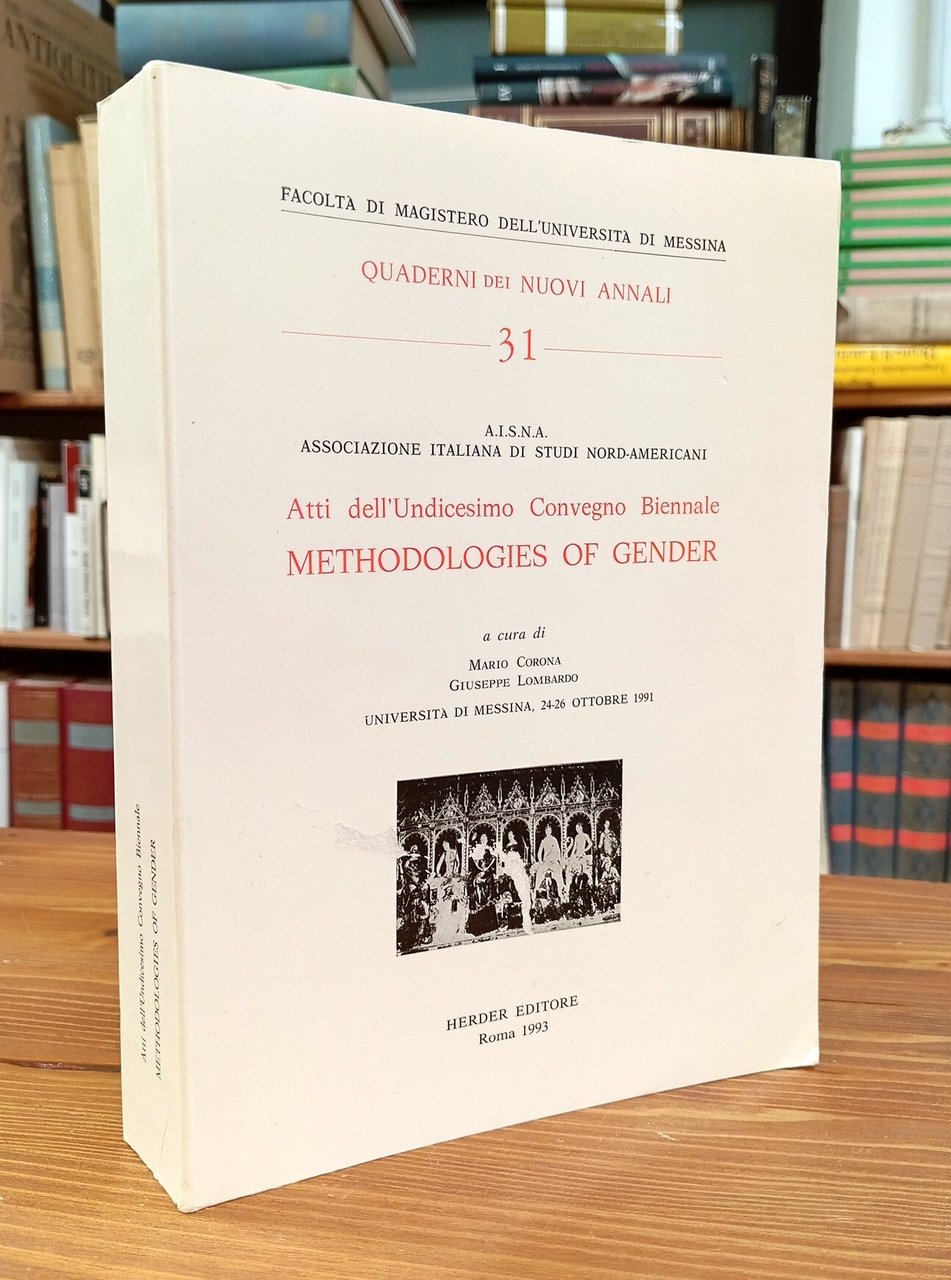 FACOLTÀ DI MAGISTERO DELL'UNIVERSITÀ DI MESSINA
QUADERNI DEI NUOVI ANNALI
31
A.I.S.N.A.
ASSOCIAZIONE ITALIANA DI STUDI NORD-AMERICANI
Atti dell'Undicesimo Convegno Biennale
METHODOLOGIES OF GENDER
a cura di
MARIO CORONA
GIUSEPPE LOMBARDO
UNIVERSITÀ DI MESSINA, 24-26 OTTOBRE 1991
HERDER EDITORE
Roma 1993
Atti dell'Undicesimo Convegno Biennale
METHODOLOGIES OF GENDER